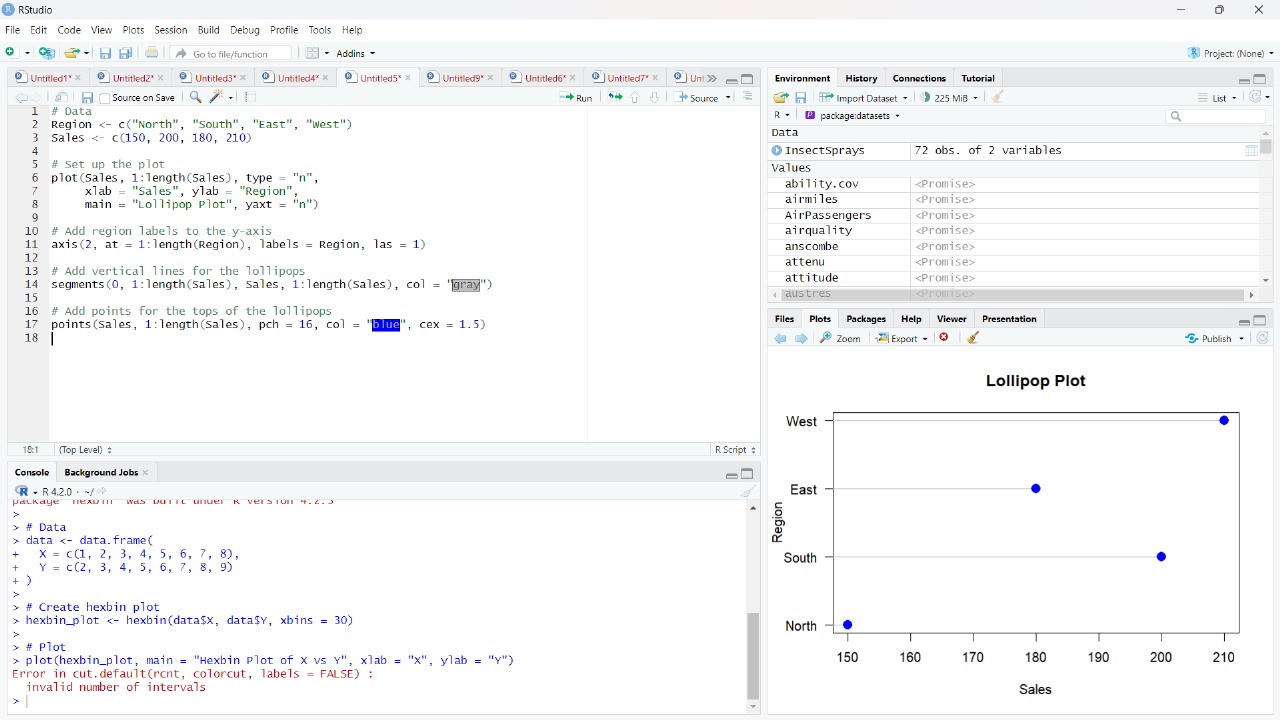 RStudio
File Edit Code View Plots Session Build Debug Profile Tools Help
Go to file/function Addins Project: (None)
Untitled1* Untitled2* Untitled3* Untitled4* Untitled5* Untitled9* Untitled6* Untitled7* Unt
Source on Save Run Source
1 # Data
2 Region <- c("North", "South", "East", "West")
3 Sales <- c(150, 200, 180, 210)
4
5 # Set up the plot
6 plot(Sales, 1:length(Sales), type = "n",
7 xlab = "Sales", ylab = "Region",
8 main = "Lollipop Plot", yaxt = "n")
9
10 # Add region labels to the y-axis
11 axis(2, at = 1:length(Region), labels = Region, las = 1)
12
13 # Add vertical lines for the lollipops
14 segments(0, 1:length(Sales), Sales, 1:length(Sales), col = "gray")
15
16 # Add points for the tops of the lollipops
17 points(Sales, 1:length(Sales), pch = 16, col = "blue", cex = 1.5)
18
18:1 (Top Level) R Script
Console Background Jobs
R 4.2.0 · ~/
package 'hexbin' was built under R version 4.2.3
>
> # Data
> data <- data.frame(
+ X = c(1, 2, 3, 4, 5, 6, 7, 8),
+ Y = c(2, 3, 4, 5, 6, 7, 8, 9)
+ )
>
> # Create hexbin plot
> hexbin_plot <- hexbin(data$X, data$Y, xbins = 30)
>
> # Plot
> plot(hexbin_plot, main = "Hexbin Plot of X vs Y", xlab = "X", ylab = "Y")
Error in cut.default(rcnt, colorcut, labels = FALSE) :
invalid number of intervals
>
Environment History Connections Tutorial
Import Dataset 225 MiB List
R package:datasets
Data
InsectSprays 72 obs. of 2 variables
Values
ability.cov <Promise>
airmiles <Promise>
AirPassengers <Promise>
airquality <Promise>
anscombe <Promise>
attenu <Promise>
attitude <Promise>
austres <Promise>
Files Plots Packages Help Viewer Presentation
Zoom Export Publish
Lollipop Plot
West
East
South
North
Region
150 160 170 180 190 200 210
Sales